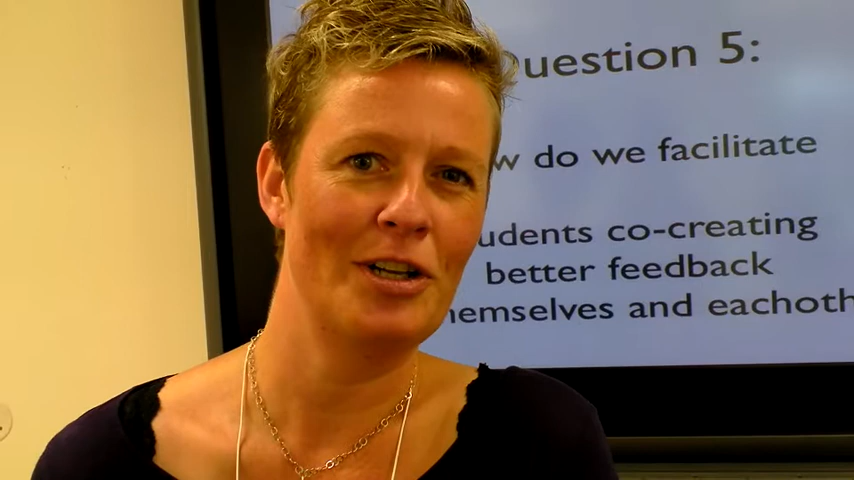 uestion 5:
w do we facilitate
udents co-creating
better feedback
hemselves and eachoth